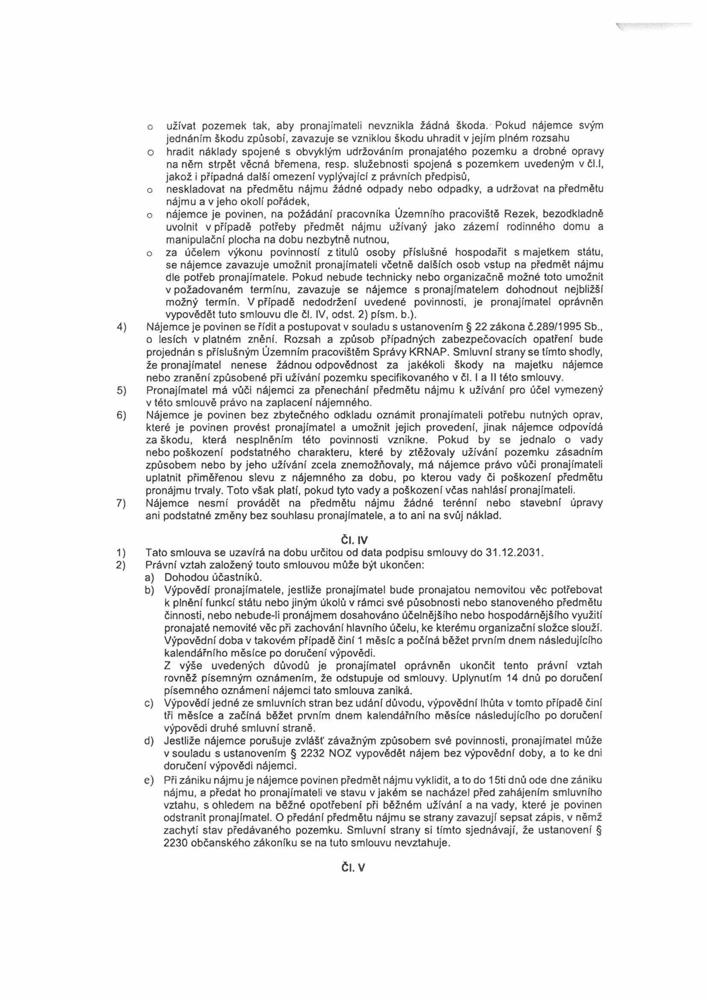 o užívat pozemek tak, aby pronajímateli nevznikla žádná škoda. Pokud nájemce svým
jednáním škodu způsobí, zavazuje se vzniklou škodu uhradit v jejím plném rozsahu
o hradit náklady spojené s obvyklým udržováním pronajatého pozemku a drobné opravy
na něm strpět věcná břemena, resp. služebnosti spojená s pozemkem uvedeným v čl.I,
jakož i případná další omezení vyplývající z právních předpisů,
o neskladovat na předmětu nájmu žádné odpady nebo odpadky, a udržovat na předmětu
nájmu a v jeho okolí pořádek,
o nájemce je povinen, na požádání pracovníka Územního pracoviště Rezek, bezodkladně
uvolnit v případě potřeby předmět nájmu užívaný jako zázemí rodinného domu a
manipulační plocha na dobu nezbytně nutnou,
o za účelem výkonu povinností z titulů osoby příslušné hospodařit s majetkem státu,
se nájemce zavazuje umožnit pronajímateli včetně dalších osob vstup na předmět nájmu
dle potřeb pronajímatele. Pokud nebude technicky nebo organizačně možné toto umožnit
v požadovaném termínu, zavazuje se nájemce s pronajímatelem dohodnout nejbližší
možný termín. V případě nedodržení uvedené povinnosti, je pronajímatel oprávněn
vypovědět tuto smlouvu dle čl. IV, odst. 2) písm. b.).
4) Nájemce je povinen se řídit a postupovat v souladu s ustanovením § 22 zákona č.289/1995 Sb.,
o lesích v platném znění. Rozsah a způsob případných zabezpečovacích opatření bude
projednán s příslušným Územním pracovištěm Správy KRNAP. Smluvní strany se tímto shodly,
že pronajímatel nenese žádnou odpovědnost za jakékoli škody na majetku nájemce
nebo zranění způsobené při užívání pozemku specifikovaného v čl. I a II této smlouvy.
5) Pronajímatel má vůči nájemci za přenechání předmětu nájmu k užívání pro účel vymezený
v této smlouvě právo na zaplacení nájemného.
6) Nájemce je povinen bez zbytečného odkladu oznámit pronajímateli potřebu nutných oprav,
které je povinen provést pronajímatel a umožnit jejich provedení, jinak nájemce odpovídá
za škodu, která nesplněním této povinnosti vznikne. Pokud by se jednalo o vady
nebo poškození podstatného charakteru, které by ztěžovaly užívání pozemku zásadním
způsobem nebo by jeho užívání zcela znemožňovaly, má nájemce právo vůči pronajímateli
uplatnit přiměřenou slevu z nájemného za dobu, po kterou vady či poškození předmětu
pronájmu trvaly. Toto však platí, pokud tyto vady a poškození včas nahlásí pronajímateli.
7) Nájemce nesmí provádět na předmětu nájmu žádné terénní nebo stavební úpravy
ani podstatné změny bez souhlasu pronajímatele, a to ani na svůj náklad.
Čl. IV
1) Tato smlouva se uzavírá na dobu určitou od data podpisu smlouvy do 31.12.2031.
2) Právní vztah založený touto smlouvou může být ukončen:
a) Dohodou účastníků.
b) Výpovědí pronajímatele, jestliže pronajímatel bude pronajatou nemovitou věc potřebovat
k plnění funkcí státu nebo jiným úkolů v rámci své působnosti nebo stanoveného předmětu
činnosti, nebo nebude-li pronájmem dosahováno účelnějšího nebo hospodárnějšího využití
pronajaté nemovité věc při zachování hlavního účelu, ke kterému organizační složce slouží.
Výpovědní doba v takovém případě činí 1 měsíc a počíná běžet prvním dnem následujícího
kalendářního měsíce po doručení výpovědi.
Z výše uvedených důvodů je pronajímatel oprávněn ukončit tento právní vztah
rovněž písemným oznámením, že odstupuje od smlouvy. Uplynutím 14 dnů po doručení
písemného oznámení nájemci tato smlouva zaniká.
c) Výpovědí jedné ze smluvních stran bez udání důvodu, výpovědní lhůta v tomto případě činí
tři měsíce a začíná běžet prvním dnem kalendářního měsíce následujícího po doručení
výpovědi druhé smluvní straně.
d) Jestliže nájemce porušuje zvlášť závažným způsobem své povinnosti, pronajímatel může
v souladu s ustanovením § 2232 NOZ vypovědět nájem bez výpovědní doby, a to ke dni
doručení výpovědi nájemci.
e) Při zániku nájmu je nájemce povinen předmět nájmu vyklidit, a to do 15ti dnů ode dne zániku
nájmu, a předat ho pronajímateli ve stavu v jakém se nacházel před zahájením smluvního
vztahu, s ohledem na běžné opotřebení při běžném užívání a na vady, které je povinen
odstranit pronajímatel. O předání předmětu nájmu se strany zavazují sepsat zápis, v němž
zachytí stav předávaného pozemku. Smluvní strany si tímto sjednávají, že ustanovení §
2230 občanského zákoníku se na tuto smlouvu nevztahuje.
Čl. V